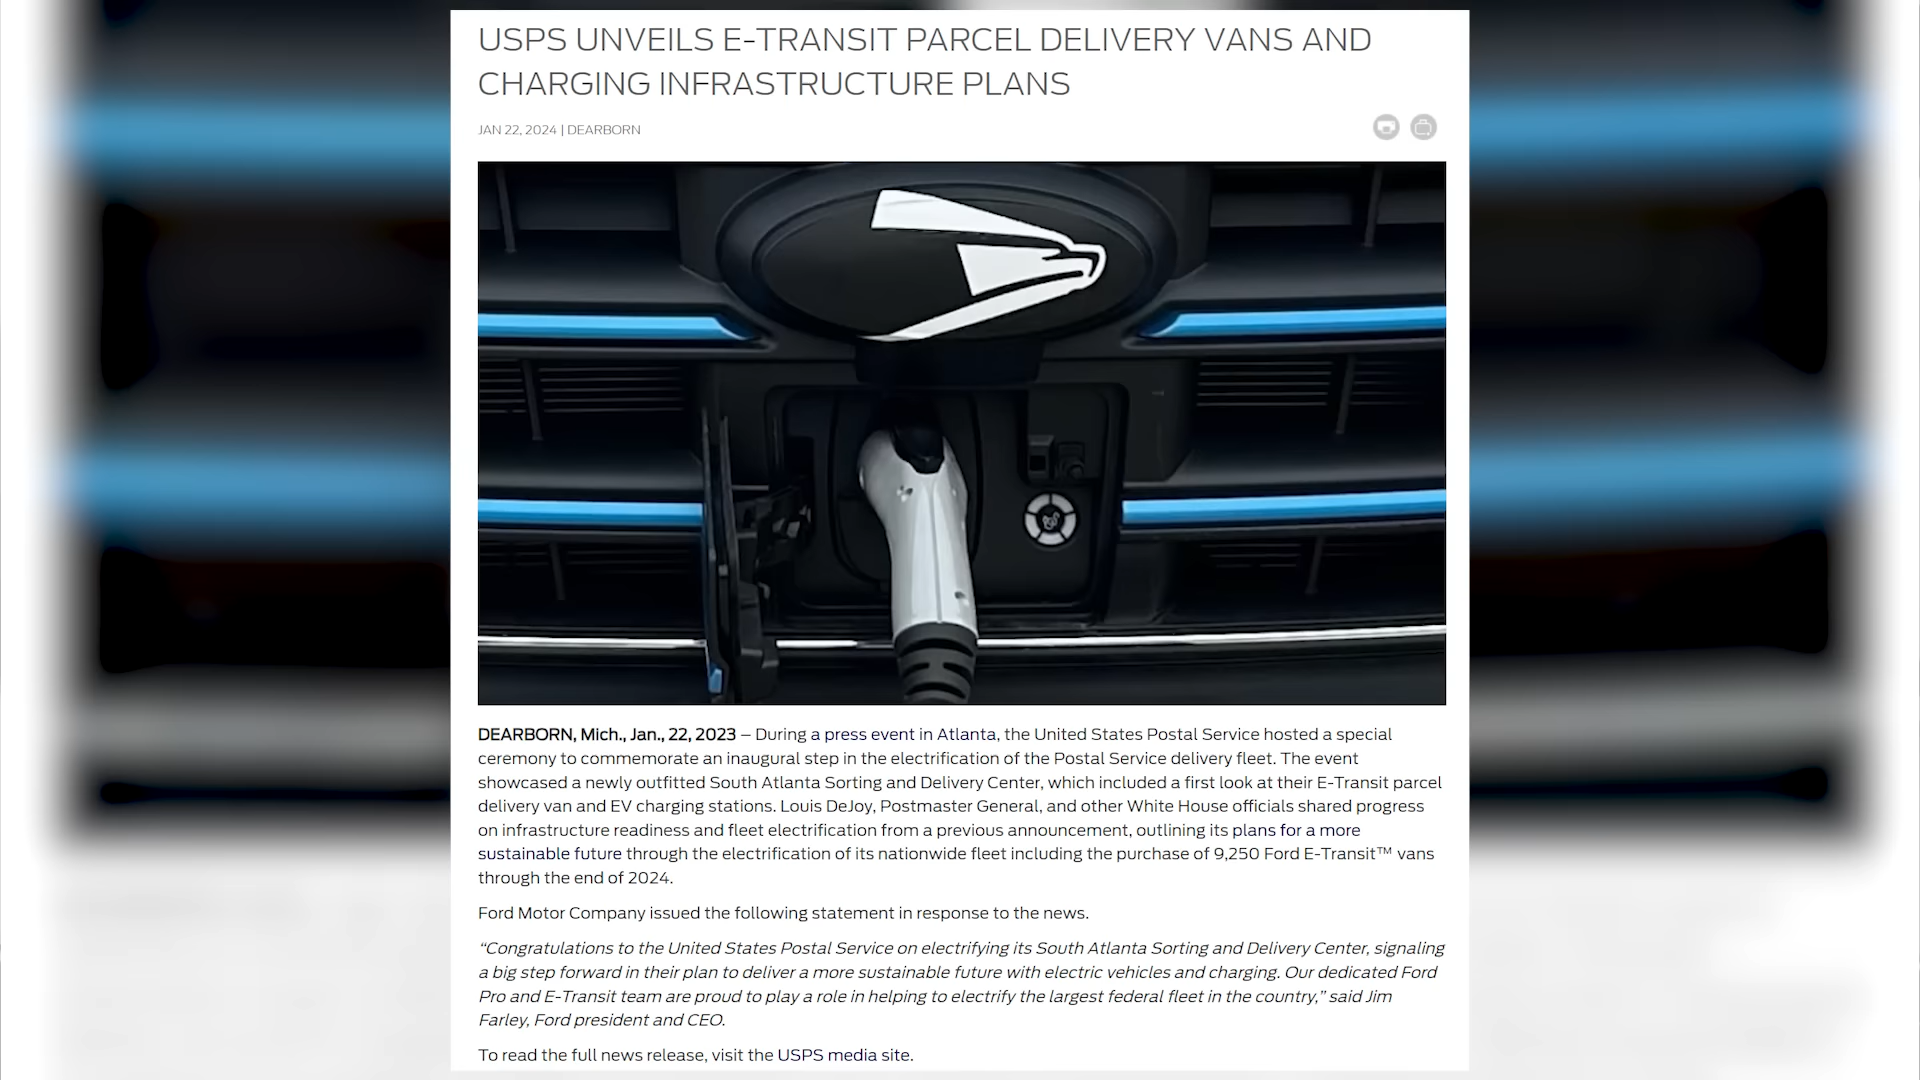 USPS UNVEILS E-TRANSIT PARCEL DELIVERY VANS AND
CHARGING INFRASTRUCTURE PLANS
JAN 22, 2024 | DEARBORN
DEARBORN, Mich., Jan., 22, 2023 – During a press event in Atlanta, the United States Postal Service hosted a special
ceremony to commemorate an inaugural step in the electrification of the Postal Service delivery fleet. The event
showcased a newly outfitted South Atlanta Sorting and Delivery Center, which included a first look at their E-Transit parcel
delivery van and EV charging stations. Louis DeJoy, Postmaster General, and other White House officials shared progress
on infrastructure readiness and fleet electrification from a previous announcement, outlining its plans for a more
sustainable future through the electrification of its nationwide fleet including the purchase of 9,250 Ford E-Transit™ vans
through the end of 2024.
Ford Motor Company issued the following statement in response to the news.
“Congratulations to the United States Postal Service on electrifying its South Atlanta Sorting and Delivery Center, signaling
a big step forward in their plan to deliver a more sustainable future with electric vehicles and charging. Our dedicated Ford
Pro and E-Transit team are proud to play a role in helping to electrify the largest federal fleet in the country,” said Jim
Farley, Ford president and CEO.
To read the full news release, visit the USPS media site.